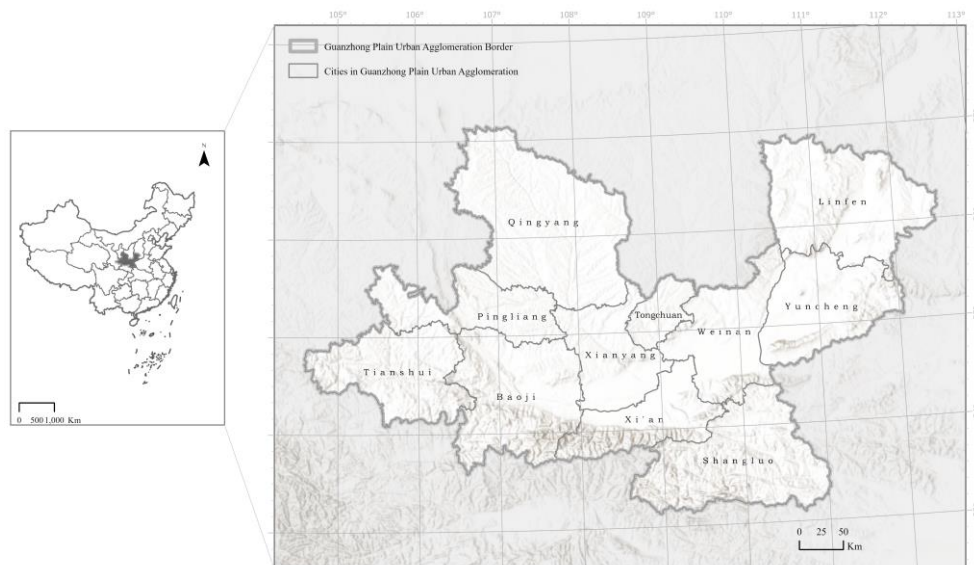 105° 106° 107° 108° 109° 110° 111° 112° 113°
Guanzhong Plain Urban Agglomeration Border
Cities in Guanzhong Plain Urban Agglomeration
N
Linfen
Qingyang
Yuncheng
Pingliang
Tongchuan
Weinan
Xianyang
Tianshui
Baoji
Xi'an
Shangluo
0 500 1,000 Km
0 25 50
Km